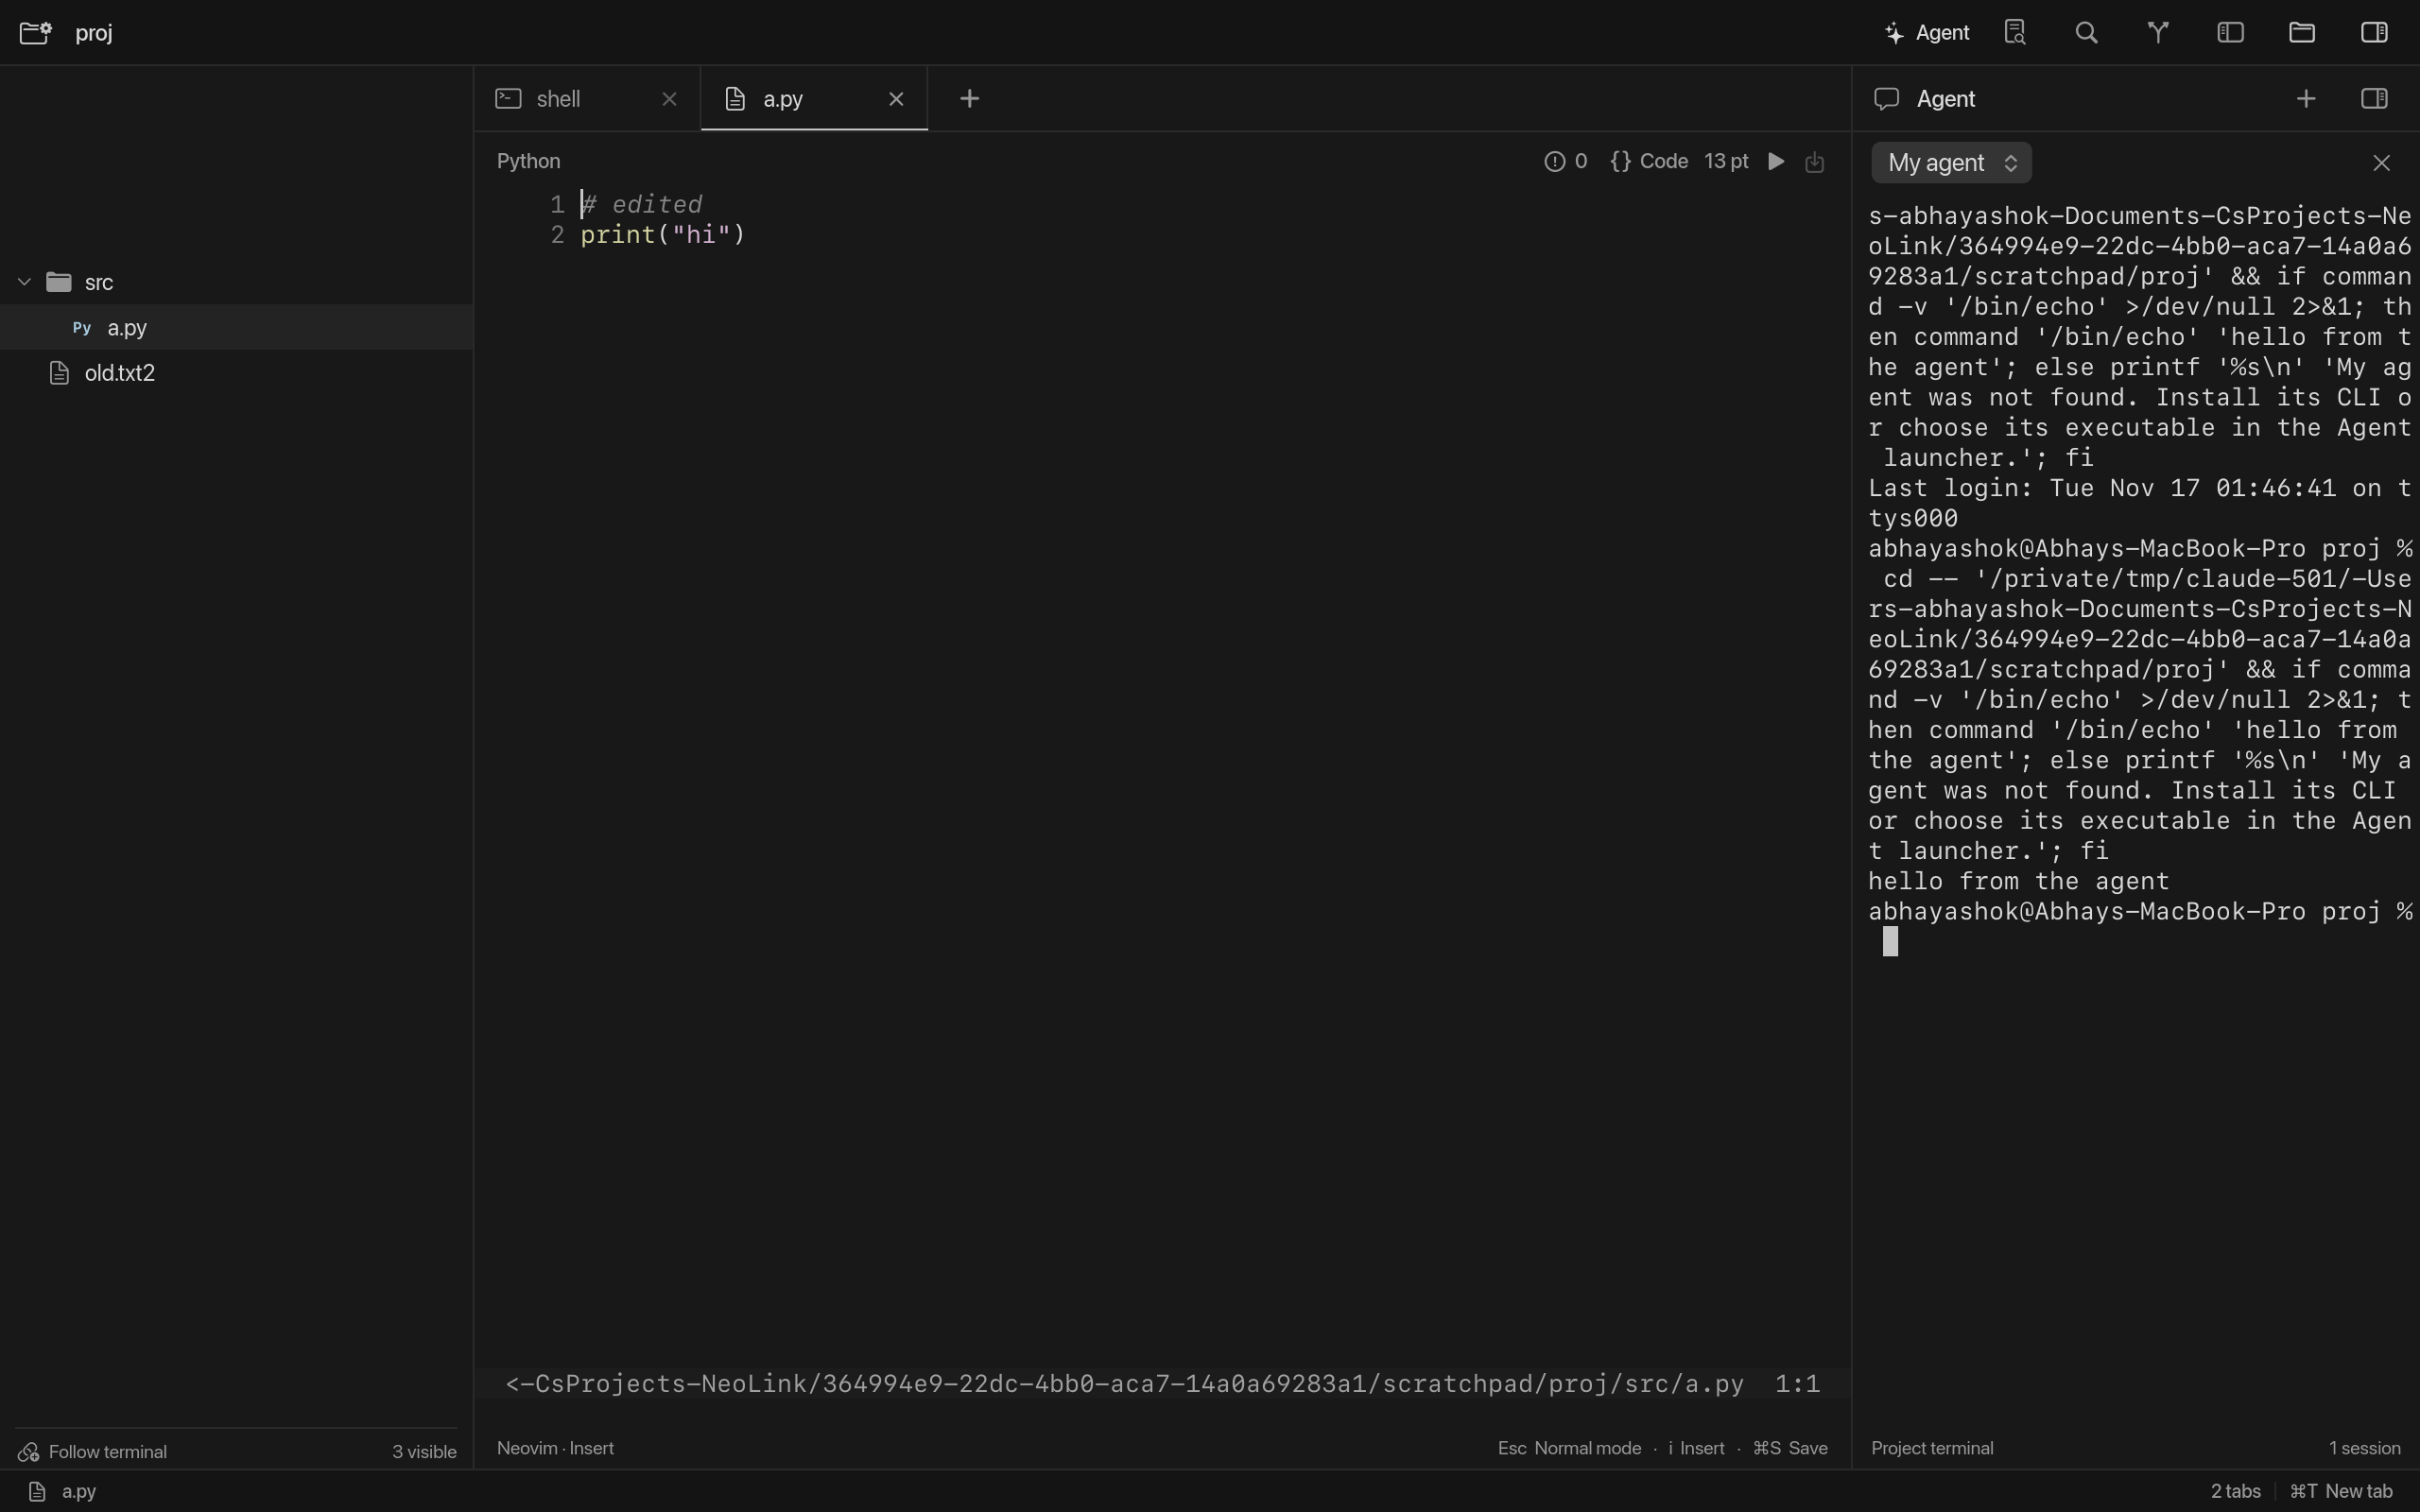 proj
Agent
shell
a.py
Agent
Python
0
{} Code
13 pt
My agent
1 # edited
2 print("hi")
src
Py a.py
old.txt2
s-abhayashok-Documents-CsProjects-Ne
oLink/364994e9-22dc-4bb0-aca7-14a0a6
9283a1/scratchpad/proj' && if comman
d -v '/bin/echo' >/dev/null 2>&1; th
en command '/bin/echo' 'hello from t
he agent'; else printf '%s\n' 'My ag
ent was not found. Install its CLI o
r choose its executable in the Agent
 launcher.'; fi
Last login: Tue Nov 17 01:46:41 on t
tys000
abhayashok@Abhays-MacBook-Pro proj %
 cd -- '/private/tmp/claude-501/-Use
rs-abhayashok-Documents-CsProjects-N
eoLink/364994e9-22dc-4bb0-aca7-14a0a
69283a1/scratchpad/proj' && if comma
nd -v '/bin/echo' >/dev/null 2>&1; t
hen command '/bin/echo' 'hello from 
the agent'; else printf '%s\n' 'My a
gent was not found. Install its CLI 
or choose its executable in the Agen
t launcher.'; fi
hello from the agent
abhayashok@Abhays-MacBook-Pro proj %
<-CsProjects-NeoLink/364994e9-22dc-4bb0-aca7-14a0a69283a1/scratchpad/proj/src/a.py 1:1
Follow terminal
3 visible
Neovim · Insert
Esc Normal mode · i Insert · ⌘S Save
Project terminal
1 session
a.py
2 tabs
⌘T New tab